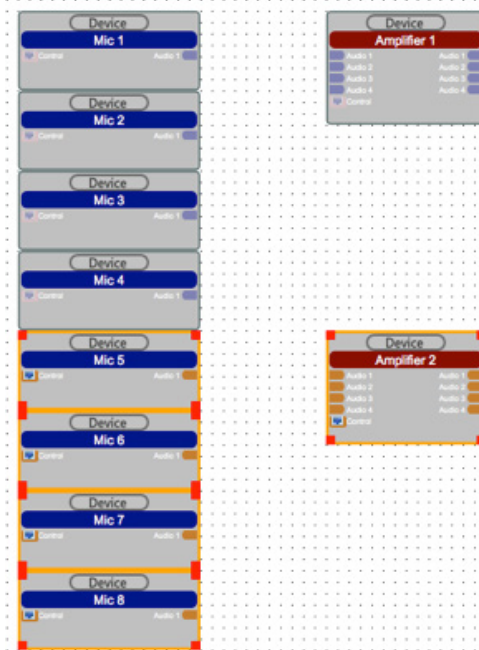 Device
Mic 1
Control Audio 1
Device
Mic 2
Control Audio 1
Device
Mic 3
Control Audio 1
Device
Mic 4
Control Audio 1
Device
Mic 5
Control Audio 1
Device
Mic 6
Control Audio 1
Device
Mic 7
Control Audio 1
Device
Mic 8
Control Audio 1
Device
Amplifier 1
Audio 1 Audio 1
Audio 2 Audio 2
Audio 3 Audio 3
Audio 4 Audio 4
Control
Device
Amplifier 2
Audio 1 Audio 1
Audio 2 Audio 2
Audio 3 Audio 3
Audio 4 Audio 4
Control